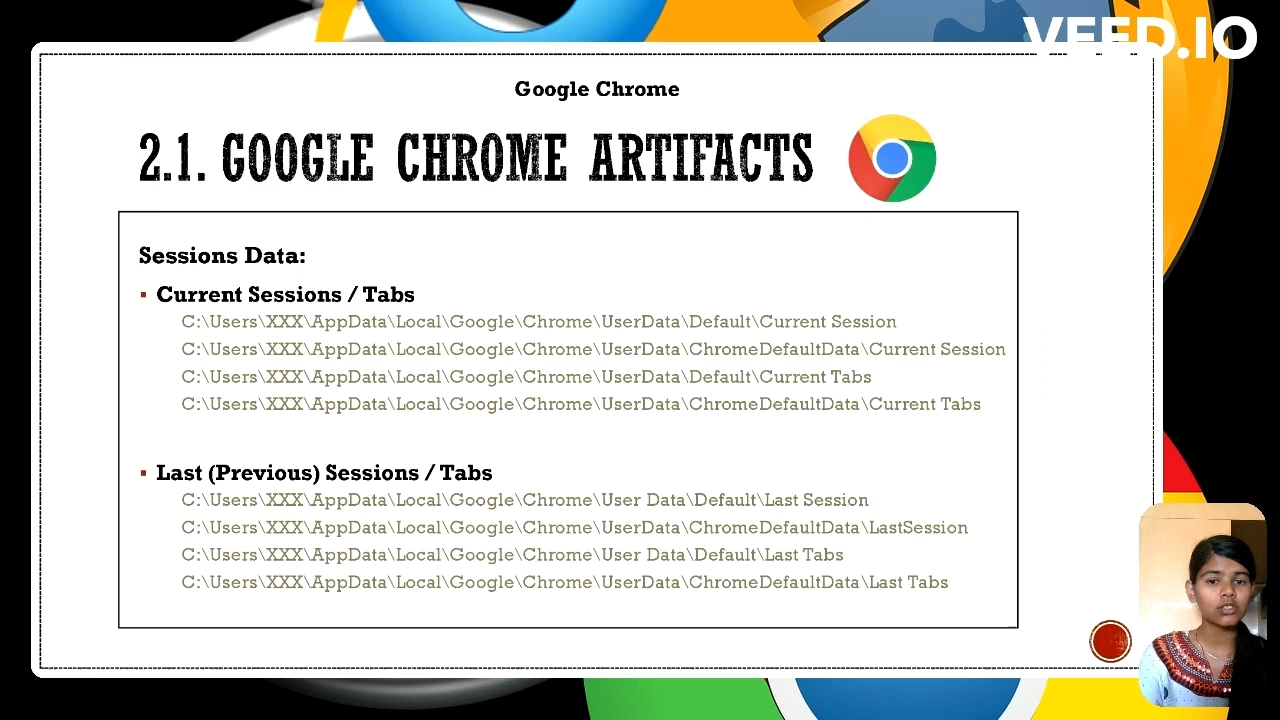 VEED.IO
Google Chrome
2.1. GOOGLE CHROME ARTIFACTS
Sessions Data:
▪ Current Sessions / Tabs
C:\Users\XXX\AppData\Local\Google\Chrome\UserData\Default\Current Session
C:\Users\XXX\AppData\Local\Google\Chrome\UserData\ChromeDefaultData\Current Session
C:\Users\XXX\AppData\Local\Google\Chrome\UserData\Default\Current Tabs
C:\Users\XXX\AppData\Local\Google\Chrome\UserData\ChromeDefaultData\Current Tabs
▪ Last (Previous) Sessions / Tabs
C:\Users\XXX\AppData\Local\Google\Chrome\User Data\Default\Last Session
C:\Users\XXX\AppData\Local\Google\Chrome\UserData\ChromeDefaultData\LastSession
C:\Users\XXX\AppData\Local\Google\Chrome\User Data\Default\Last Tabs
C:\Users\XXX\AppData\Local\Google\Chrome\UserData\ChromeDefaultData\Last Tabs